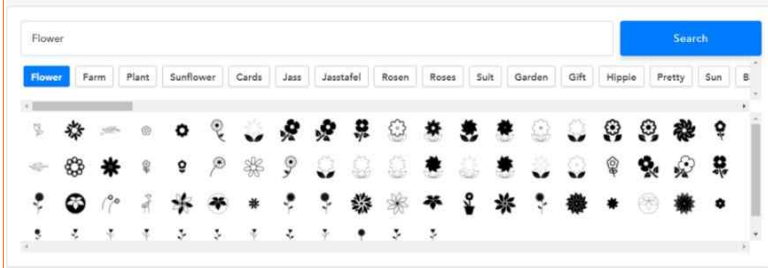 Flower Search
Flower Farm Plant Sunflower Cards Jass Jasstafel Rosen Roses Suit Garden Gift Hippie Pretty Sun B